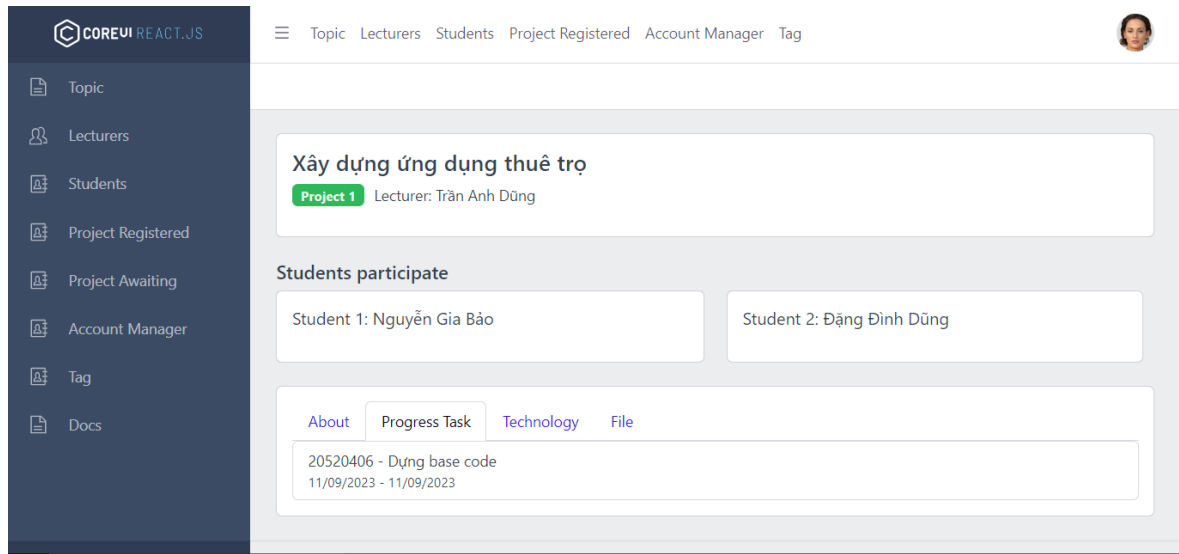 COREUI REACT.JS
Topic Lecturers Students Project Registered Account Manager Tag
Topic
Lecturers
Students
Project Registered
Project Awaiting
Account Manager
Tag
Docs
Xây dựng ứng dụng thuê trọ
Project 1 Lecturer: Trần Anh Dũng
Students participate
Student 1: Nguyễn Gia Bảo
Student 2: Đặng Đình Dũng
About Progress Task Technology File
20520406 - Dựng base code
11/09/2023 - 11/09/2023